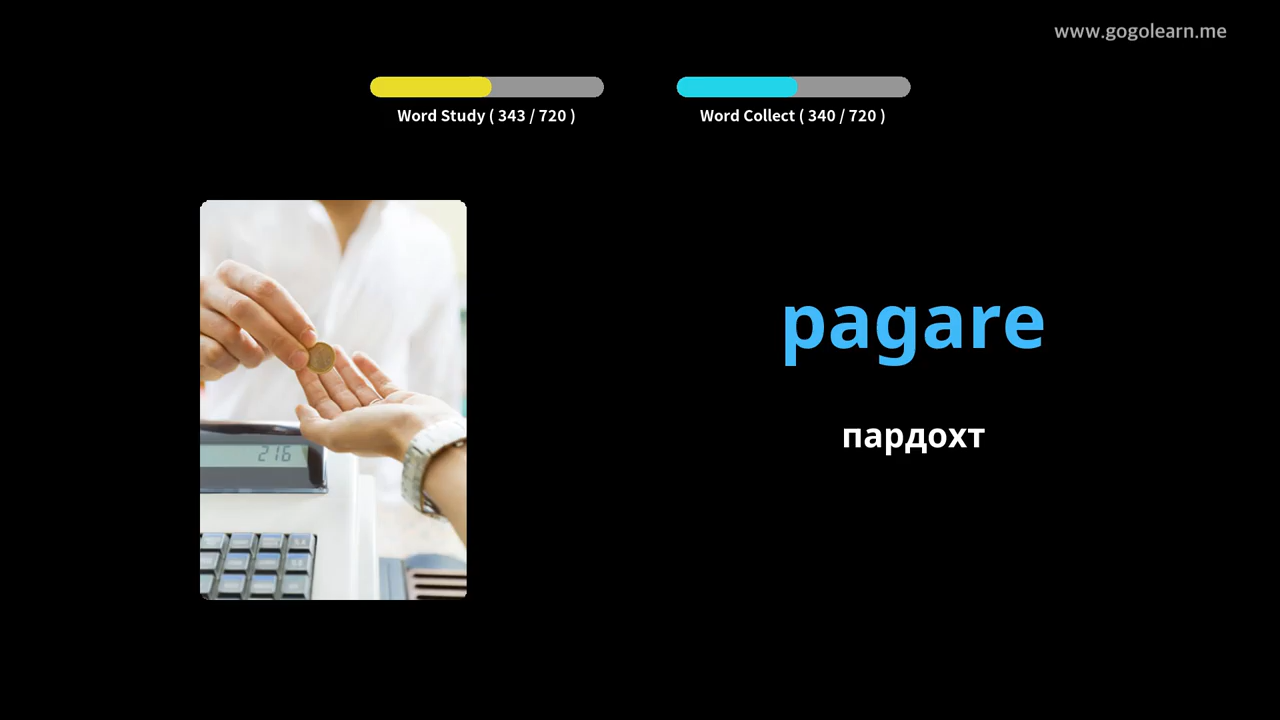 www.gogolearn.me
Word Study ( 343 / 720 )
Word Collect ( 340 / 720 )
pagare
пардохт
216